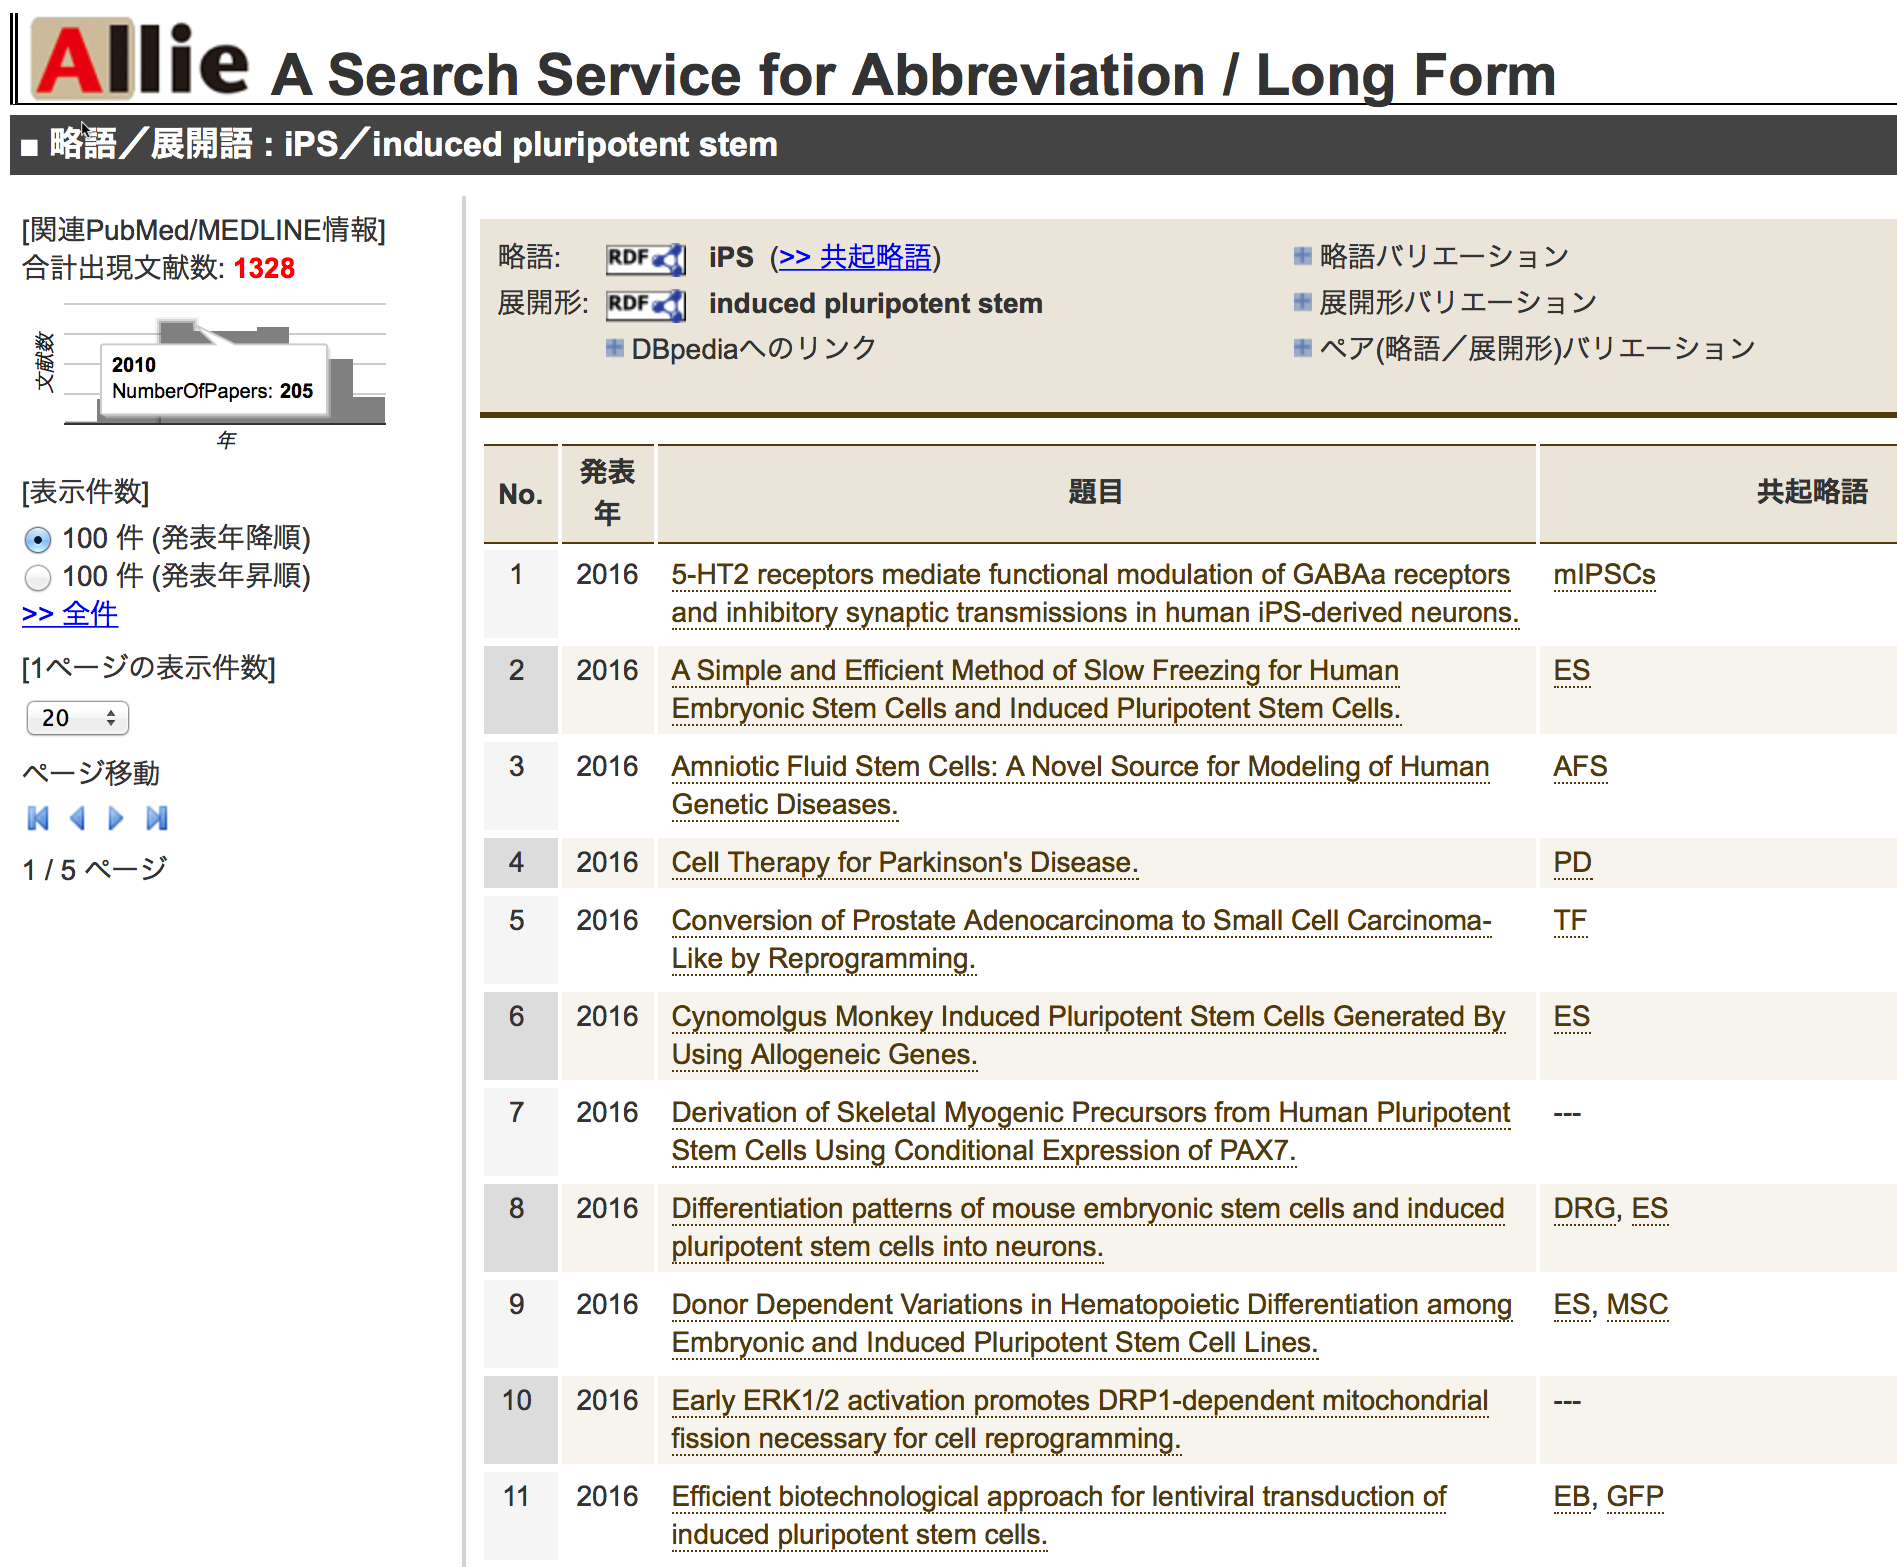 Allie A Search Service for Abbreviation / Long Form
■ 略語／展開語 : iPS／induced pluripotent stem
[関連PubMed/MEDLINE情報]
合計出現文献数: 1328
文献数
2010
NumberOfPapers: 205
年
[表示件数]
100 件 (発表年降順)
100 件 (発表年昇順)
>> 全件
[1ページの表示件数]
20
ページ移動
1 / 5 ページ
略語: RDF iPS (>> 共起略語)
展開形: RDF induced pluripotent stem
DBpediaへのリンク
略語バリエーション
展開形バリエーション
ペア(略語／展開形)バリエーション
No. 発表年 題目 共起略語
1 2016 5-HT2 receptors mediate functional modulation of GABAa receptors mIPSCs
and inhibitory synaptic transmissions in human iPS-derived neurons.
2 2016 A Simple and Efficient Method of Slow Freezing for Human ES
Embryonic Stem Cells and Induced Pluripotent Stem Cells.
3 2016 Amniotic Fluid Stem Cells: A Novel Source for Modeling of Human AFS
Genetic Diseases.
4 2016 Cell Therapy for Parkinson's Disease. PD
5 2016 Conversion of Prostate Adenocarcinoma to Small Cell Carcinoma- TF
Like by Reprogramming.
6 2016 Cynomolgus Monkey Induced Pluripotent Stem Cells Generated By ES
Using Allogeneic Genes.
7 2016 Derivation of Skeletal Myogenic Precursors from Human Pluripotent ---
Stem Cells Using Conditional Expression of PAX7.
8 2016 Differentiation patterns of mouse embryonic stem cells and induced DRG, ES
pluripotent stem cells into neurons.
9 2016 Donor Dependent Variations in Hematopoietic Differentiation among ES, MSC
Embryonic and Induced Pluripotent Stem Cell Lines.
10 2016 Early ERK1/2 activation promotes DRP1-dependent mitochondrial ---
fission necessary for cell reprogramming.
11 2016 Efficient biotechnological approach for lentiviral transduction of EB, GFP
induced pluripotent stem cells.